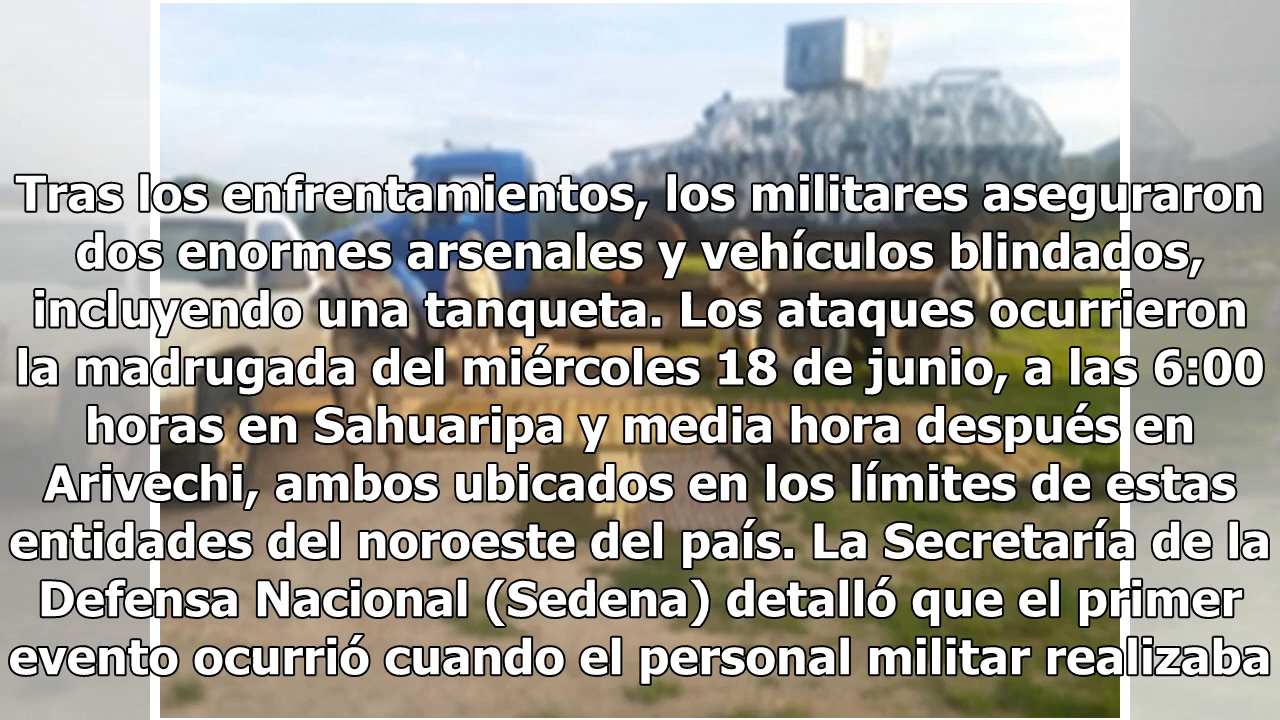 Tras los enfrentamientos, los militares aseguraron
dos enormes arsenales y vehículos blindados,
incluyendo una tanqueta. Los ataques ocurrieron
la madrugada del miércoles 18 de junio, a las 6:00
horas en Sahuaripa y media hora después en
Arivechi, ambos ubicados en los límites de estas
entidades del noroeste del país. La Secretaría de la
Defensa Nacional (Sedena) detalló que el primer
evento ocurrió cuando el personal militar realizaba